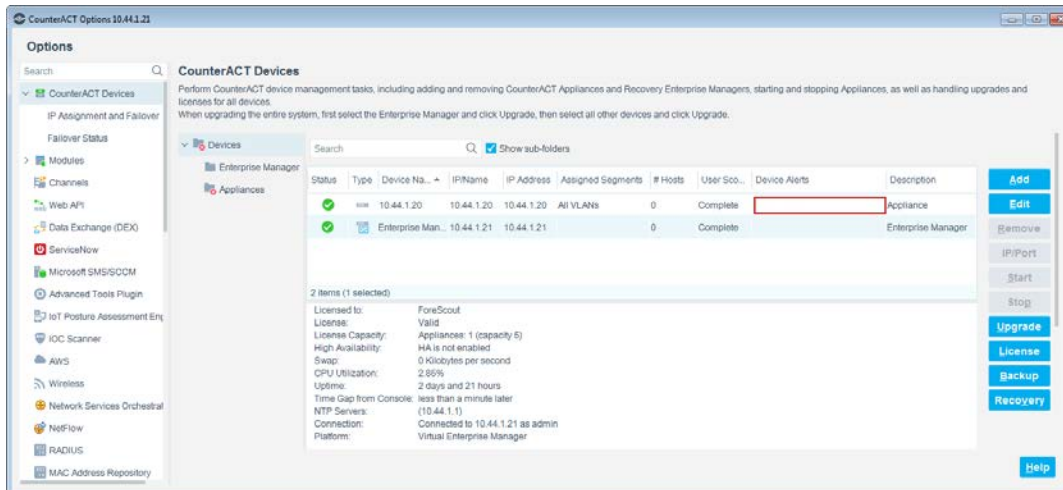 CounterACT Options 10.44.1.21
Options
Search
CounterACT Devices
IP Assignment and Failover
Failover Status
Modules
Channels
Web API
Data Exchange (DEX)
ServiceNow
Microsoft SMS/SCCM
Advanced Tools Plugin
IoT Posture Assessment Eng
IOC Scanner
AWS
Wireless
Network Services Orchestrat
NetFlow
RADIUS
MAC Address Repository
CounterACT Devices
Perform CounterACT device management tasks, including adding and removing CounterACT Appliances and Recovery Enterprise Managers, starting and stopping Appliances, as well as handling upgrades and
licenses for all devices.
When upgrading the entire system, first select the Enterprise Manager and click Upgrade, then select all other devices and click Upgrade.
Devices
Enterprise Manager
Appliances
Search Show sub-folders
Status Type Device Na... IP/Name IP Address Assigned Segments # Hosts User Sco... Device Alerts Description
10.44.1.20 10.44.1.20 10.44.1.20 All VLANs 0 Complete Appliance
Enterprise Man... 10.44.1.21 10.44.1.21 0 Complete Enterprise Manager
2 items (1 selected)
Licensed to: ForeScout
License: Valid
License Capacity: Appliances: 1 (capacity 5)
High Availability: HA is not enabled
Swap: 0 Kilobytes per second
CPU Utilization: 2.86%
Uptime: 2 days and 21 hours
Time Gap from Console: less than a minute later
NTP Servers: (10.44.1.1)
Connection: Connected to 10.44.1.21 as admin
Platform: Virtual Enterprise Manager
Add
Edit
Remove
IP/Port
Start
Stop
Upgrade
License
Backup
Recovery
Help